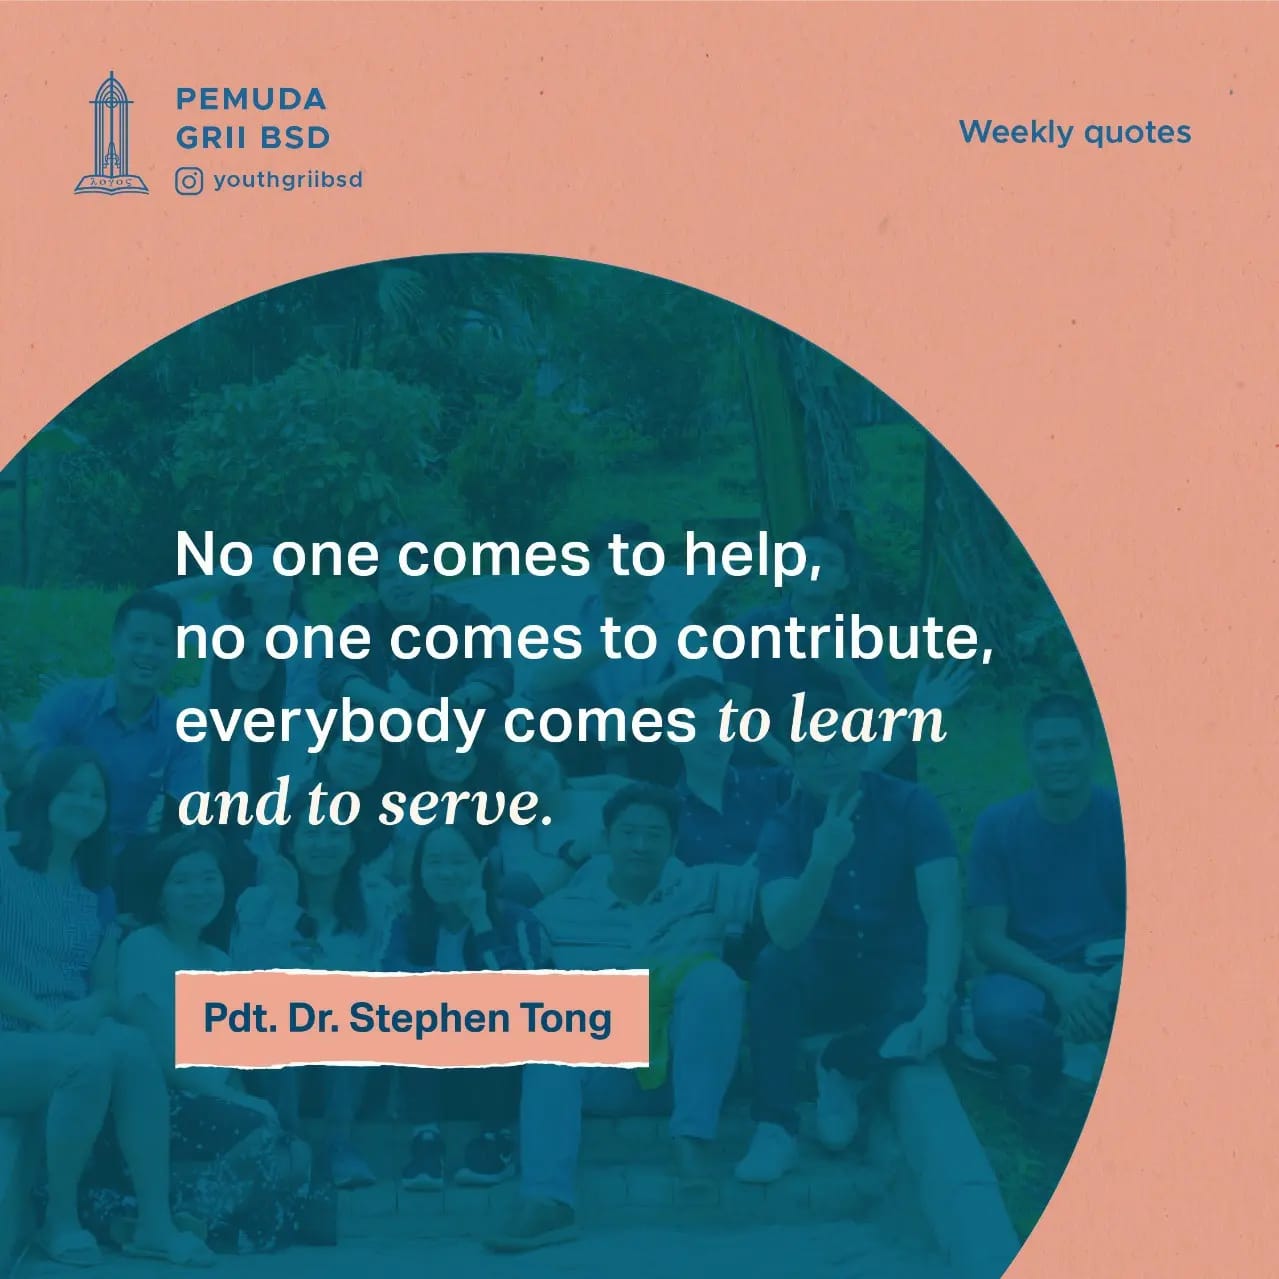 PEMUDA
GRII BSD
youthgriibsd
λογος
Weekly quotes
No one comes to help,
no one comes to contribute,
everybody comes to learn
and to serve.
Pdt. Dr. Stephen Tong